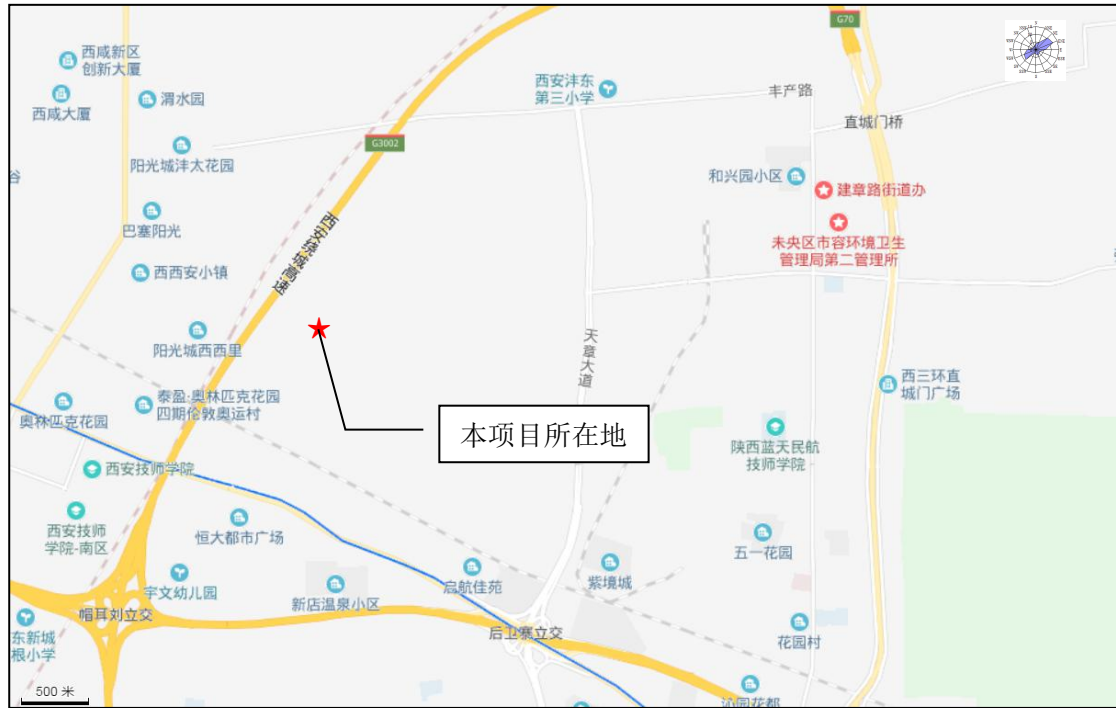 G70
西咸新区
创新大厦
西咸大厦
渭水园
西安沣东
第三小学
丰产路
直城门桥
G3002
阳光城沣太花园
谷
和兴园小区
建章路街道办
巴塞阳光
西安绕城高速
未央区市容环境卫生
管理局第二管理所
西西安小镇
阳光城西西里
天章大道
西三环直
城门广场
泰盈·奥林匹克花园
四期伦敦奥运村
奥林匹克花园
本项目所在地
陕西蓝天民航
技师学院
西安技师学院
西安技师
学院-南区
恒大都市广场
五一花园
宇文幼儿园
新店温泉小区
启航佳苑
紫境城
帽耳刘立交
东新城
根小学
后卫寨立交
花园村
沁园花都
500 米